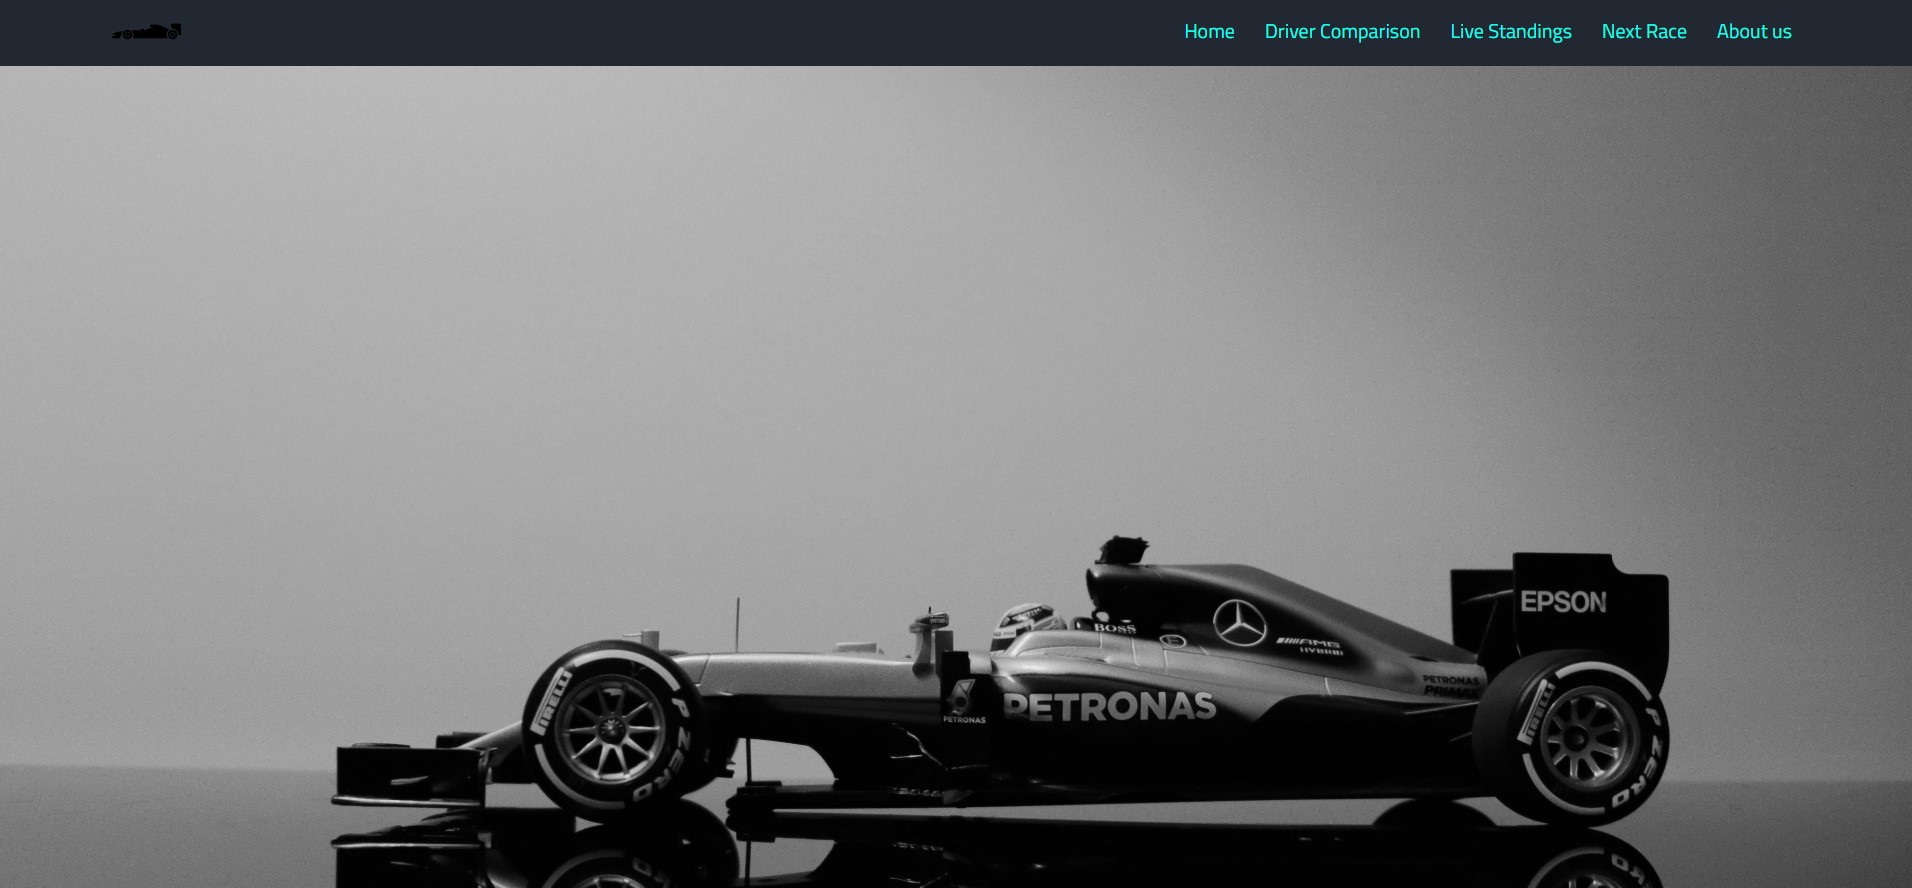 Home Driver Comparison Live Standings Next Race About us
EPSON
BOSS
AMG
HYBRID
PETRONAS
PRIMAX
PETRONAS
PETRONAS
PIRELLI
P ZERO
PIRELLI
P ZERO